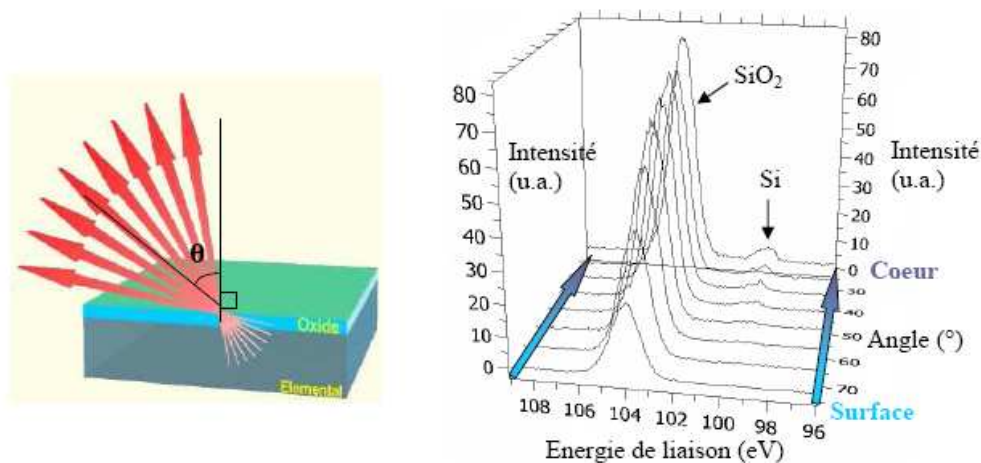 θ
Oxide
Elemental
80
70
60
50
40
30
20
10
0
Intensité
(u.a.)
SiO₂
Si
80
70
60
50
40
30
20
10
0
Intensité
(u.a.)
Coeur
30
40
50
60
70
Angle (°)
Surface
108 106 104 102 100 98 96
Energie de liaison (eV)